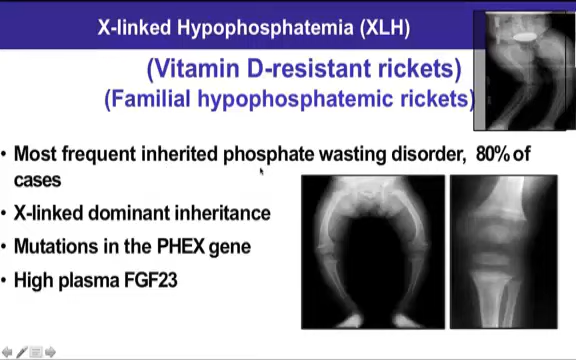 X-linked Hypophosphatemia (XLH)
(Vitamin D-resistant rickets)
(Familial hypophosphatemic rickets)
• Most frequent inherited phosphate wasting disorder, 80% of
cases
• X-linked dominant inheritance
• Mutations in the PHEX gene
• High plasma FGF23